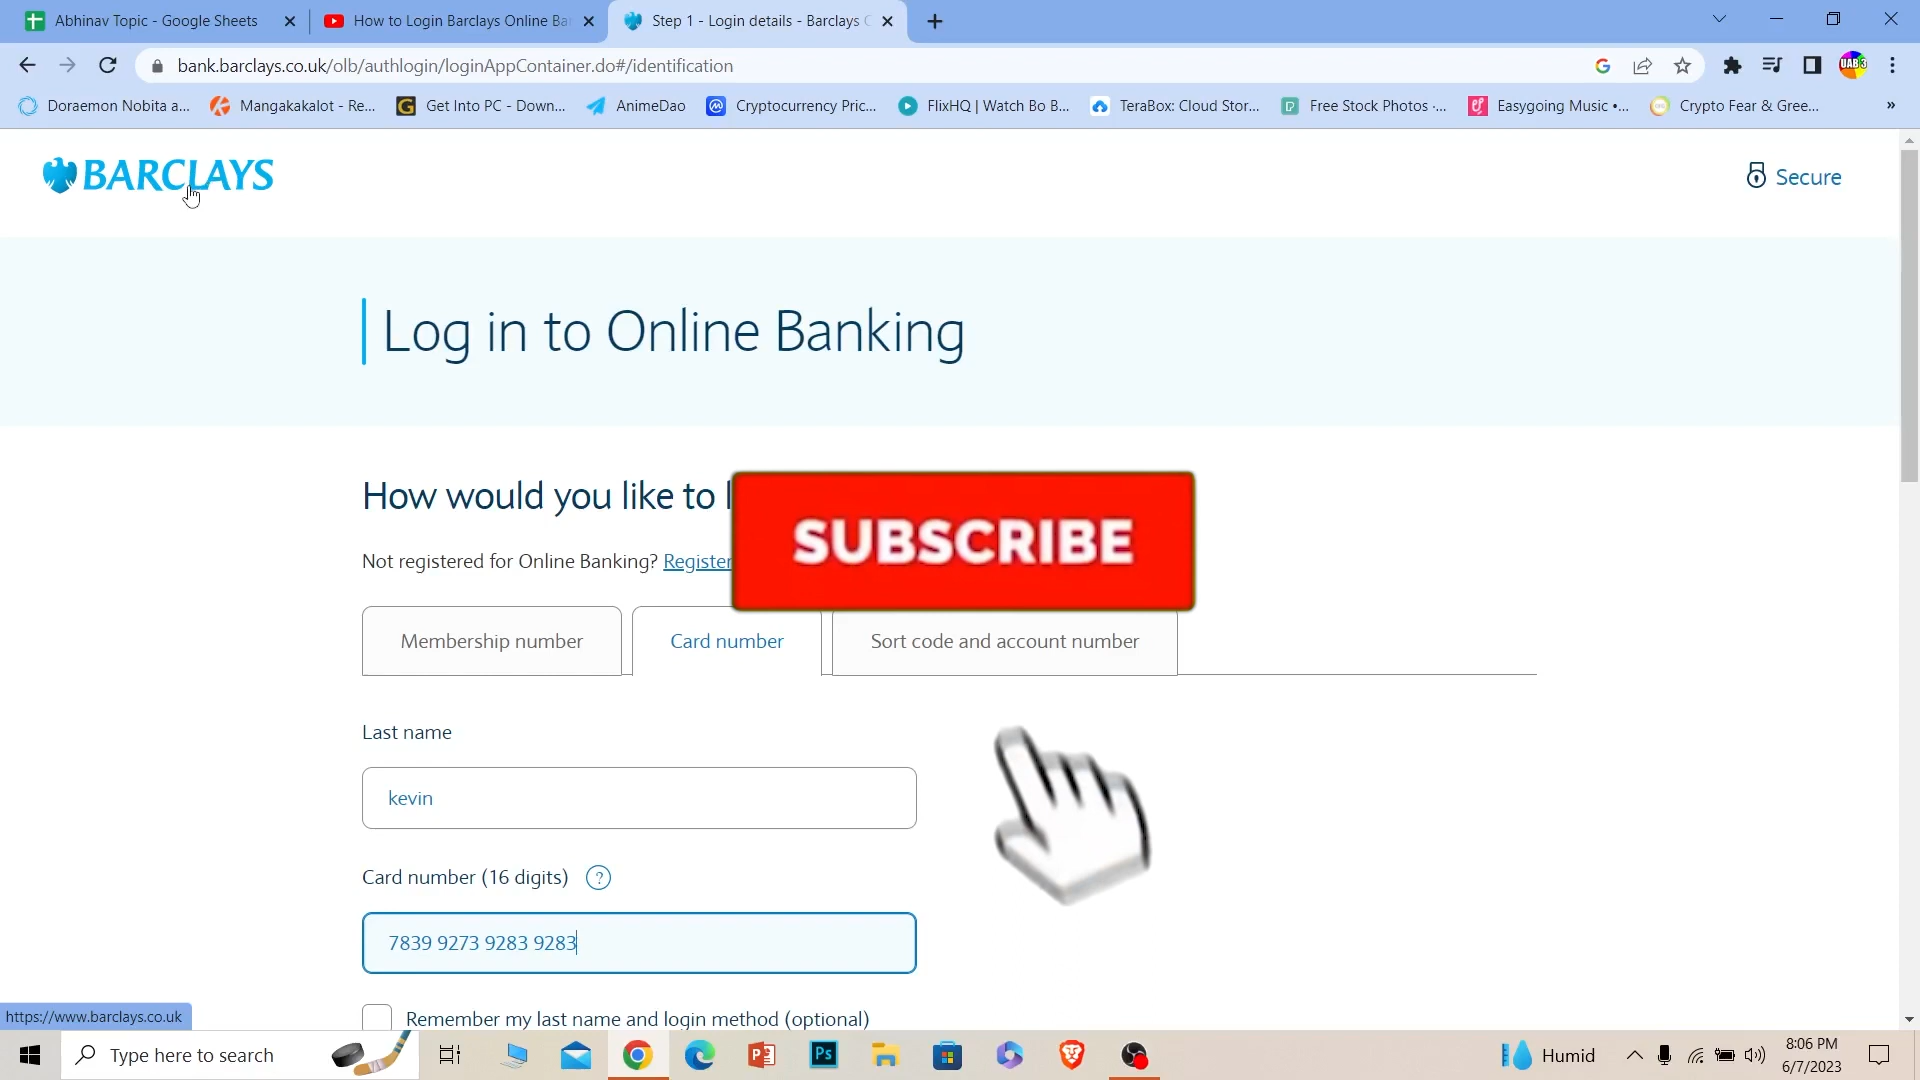 Abhinav Topic - Google Sheets
How to Login Barclays Online Ba
Step 1 - Login details - Barclays
bank.barclays.co.uk/olb/authlogin/loginAppContainer.do#/identification
UAB 3
Doraemon Nobita a...
Mangakakalot - Re...
Get Into PC - Down...
AnimeDao
Cryptocurrency Pric...
FlixHQ | Watch Bo B...
TeraBox: Cloud Stor...
Free Stock Photos ·...
Easygoing Music •...
Crypto Fear & Gree...
»
BARCLAYS
Secure
Log in to Online Banking
How would you like to
SUBSCRIBE
Not registered for Online Banking? Register
Membership number
Card number
Sort code and account number
Last name
kevin
Card number (16 digits) ?
7839 9273 9283 9283
Remember my last name and login method (optional)
https://www.barclays.co.uk
Type here to search
Ps
Humid
8:06 PM
6/7/2023